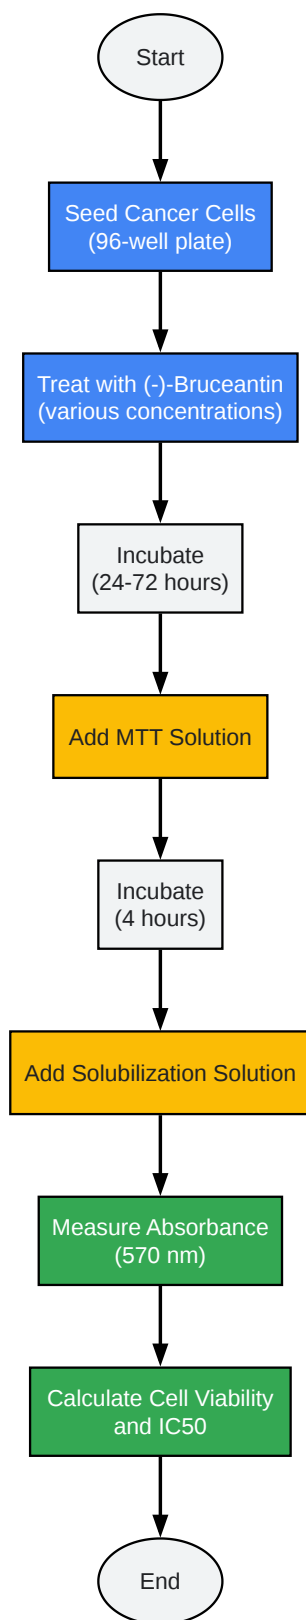 Start
Seed Cancer Cells
(96-well plate)
Treat with (-)-Bruceantin
(various concentrations)
Incubate
(24-72 hours)
Add MTT Solution
Incubate
(4 hours)
Add Solubilization Solution
Measure Absorbance
(570 nm)
Calculate Cell Viability
and IC50
End